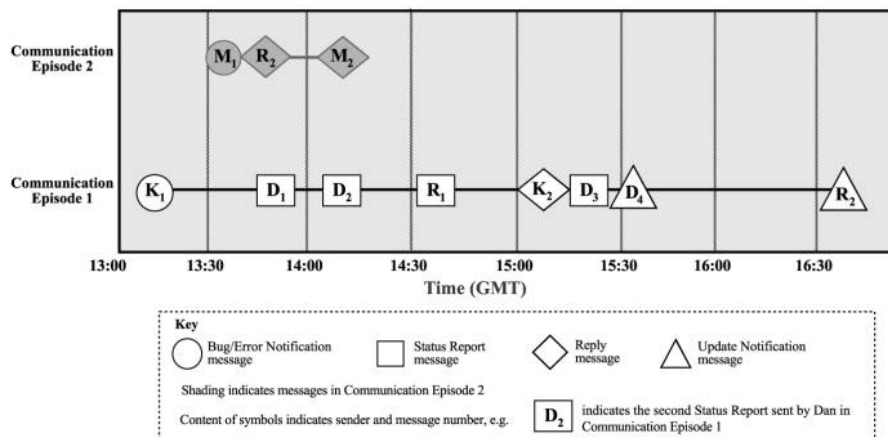 Communication
Episode 2
M1 R2 M2
Communication
Episode 1
K1 D1 D2 R1 K2 D3 D4 R2
13:00 13:30 14:00 14:30 15:00 15:30 16:00 16:30
Time (GMT)
Key
Bug/Error Notification
message
Status Report
message
Reply
message
Update Notification
message
Shading indicates messages in Communication Episode 2
Content of symbols indicates sender and message number, e.g.
D2
indicates the second Status Report sent by Dan in
Communication Episode 1